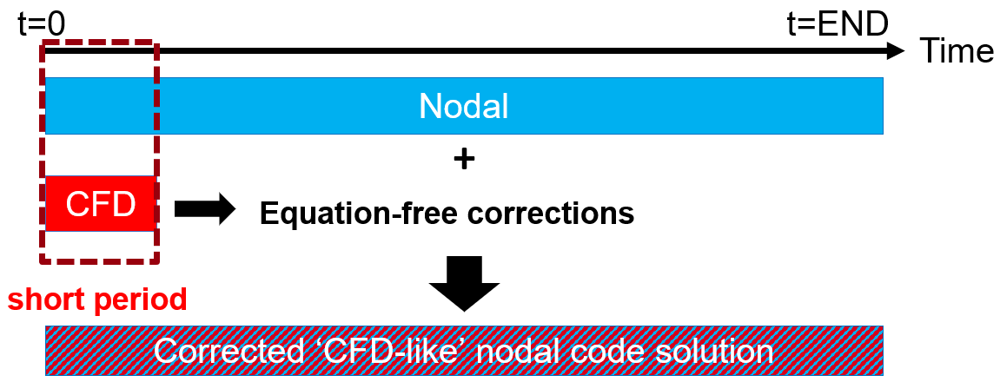 t=0
t=END
Time
Nodal
+
CFD
Equation-free corrections
short period
Corrected ‘CFD-like’ nodal code solution